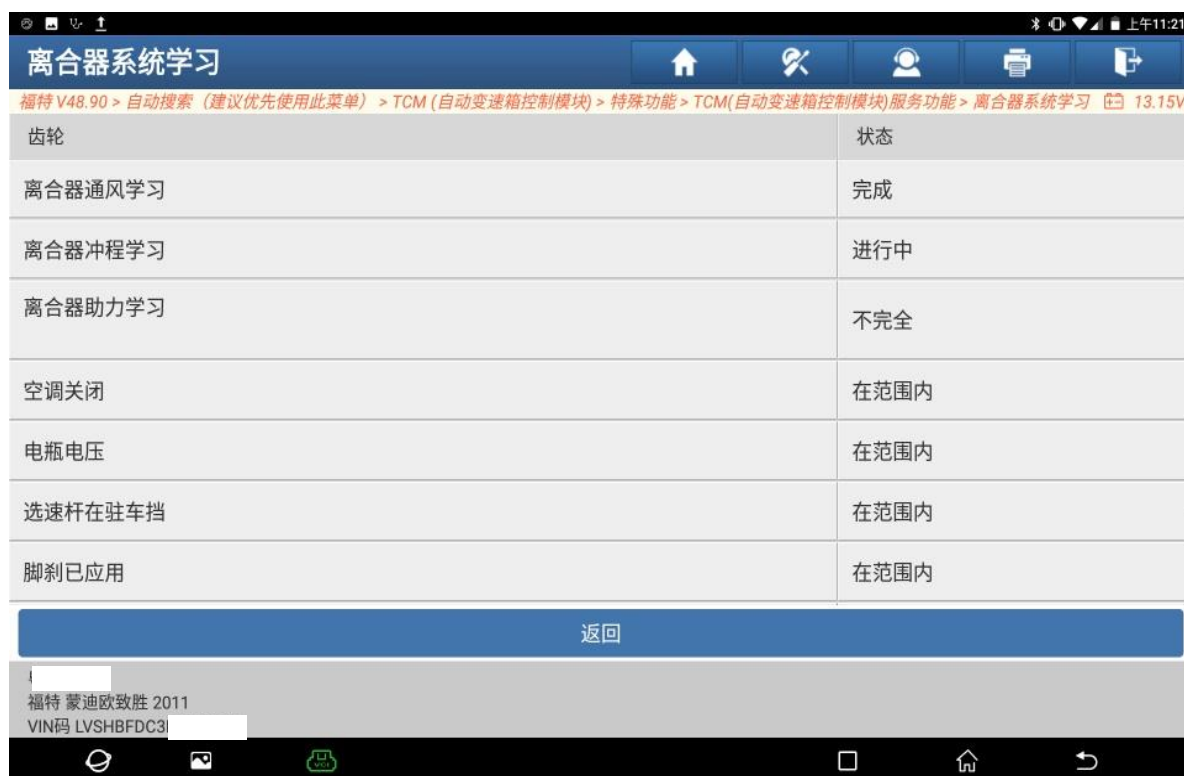 上午11:21
离合器系统学习
福特 V48.90 > 自动搜索（建议优先使用此菜单） > TCM (自动变速箱控制模块) > 特殊功能 > TCM(自动变速箱控制模块)服务功能 > 离合器系统学习 13.15V
齿轮 状态
离合器通风学习 完成
离合器冲程学习 进行中
离合器助力学习 不完全
空调关闭 在范围内
电瓶电压 在范围内
选速杆在驻车挡 在范围内
脚刹已应用 在范围内
返回
福特 蒙迪欧致胜 2011
VIN码 LVSHBFDC3
VCI